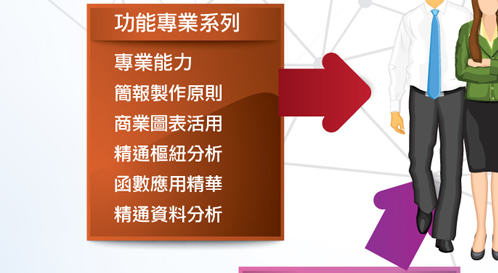 功能專業系列
專業能力
簡報製作原則
商業圖表活用
精通樞紐分析
函數應用精華
精通資料分析